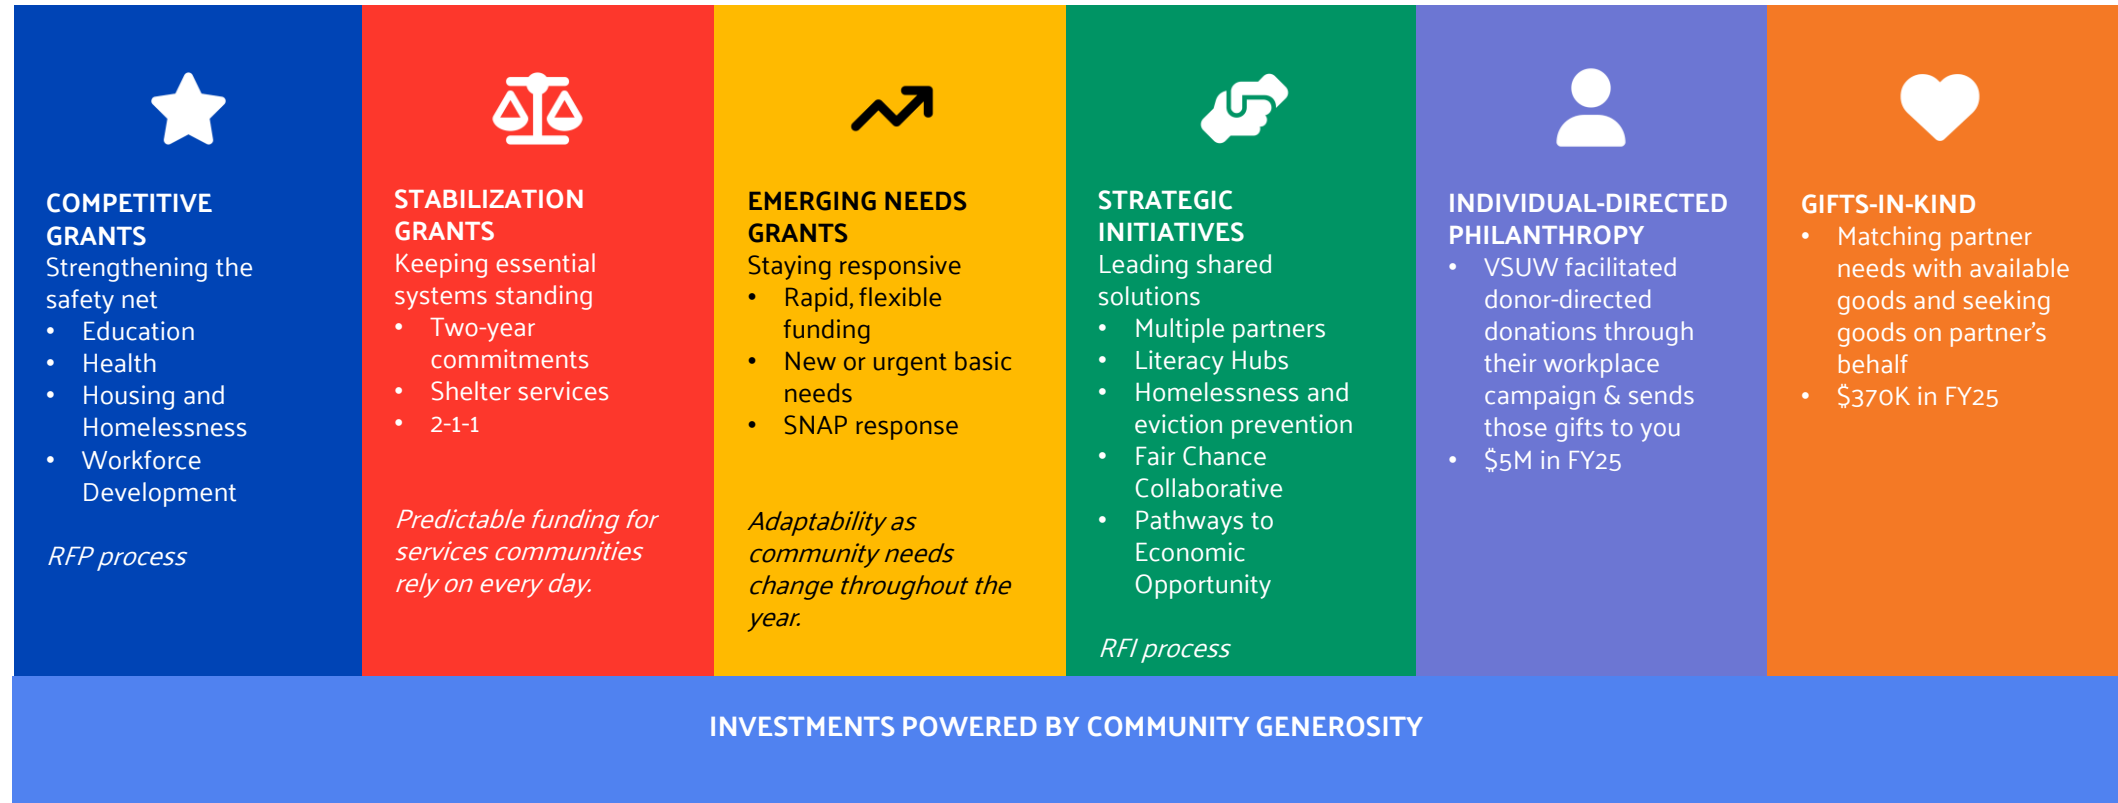 COMPETITIVE
GRANTS
Strengthening the
safety net
• Education
• Health
• Housing and
Homelessness
• Workforce
Development
RFP process
STABILIZATION
GRANTS
Keeping essential
systems standing
• Two-year
commitments
• Shelter services
• 2-1-1
Predictable funding for
services communities
rely on every day.
EMERGING NEEDS
GRANTS
Staying responsive
• Rapid, flexible
funding
• New or urgent basic
needs
• SNAP response
Adaptability as
community needs
change throughout the
year.
STRATEGIC
INITIATIVES
Leading shared
solutions
• Multiple partners
• Literacy Hubs
• Homelessness and
eviction prevention
• Fair Chance
Collaborative
• Pathways to
Economic
Opportunity
RFI process
INDIVIDUAL-DIRECTED
PHILANTHROPY
• VSUW facilitated
donor-directed
donations through
their workplace
campaign & sends
those gifts to you
• $5M in FY25
GIFTS-IN-KIND
• Matching partner
needs with available
goods and seeking
goods on partner’s
behalf
• $370K in FY25
INVESTMENTS POWERED BY COMMUNITY GENEROSITY